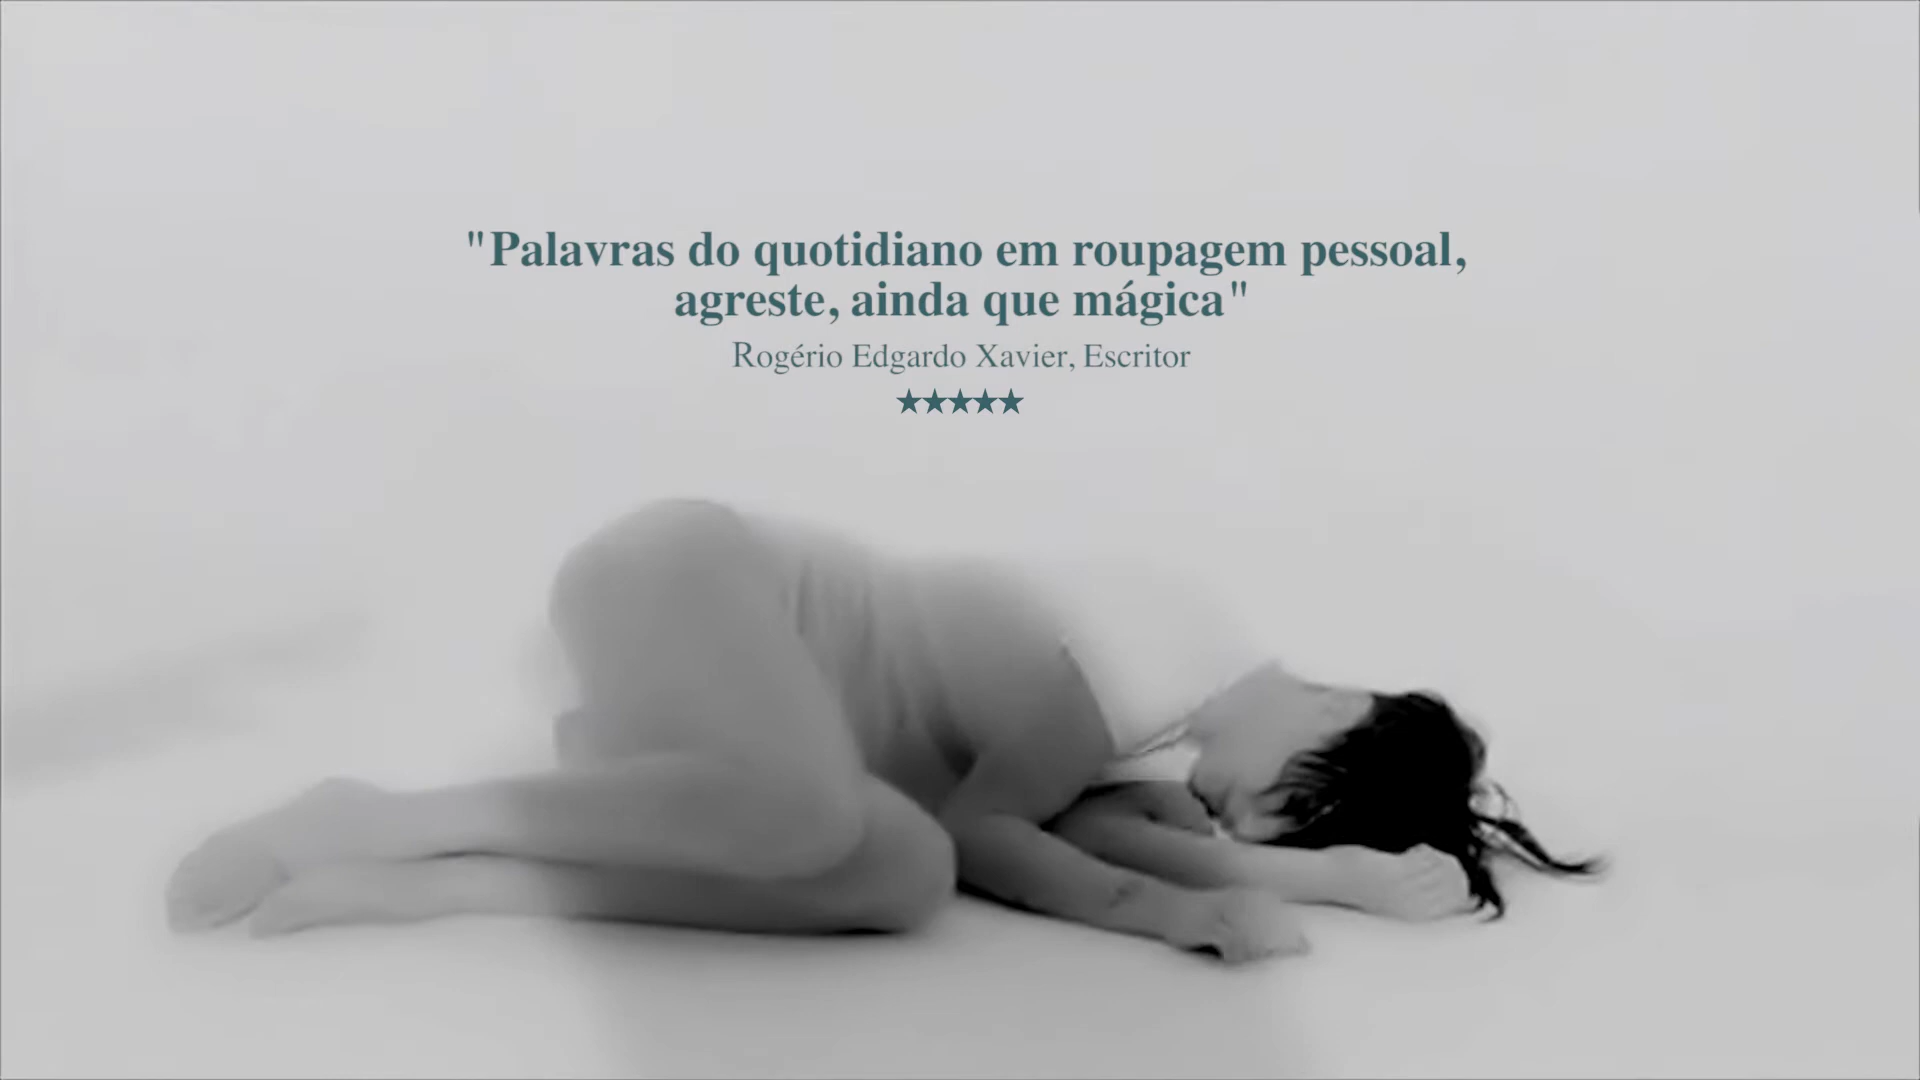 "Palavras do quotidiano em roupagem pessoal,
agreste, ainda que mágica"
Rogério Edgardo Xavier, Escritor
★★★★★